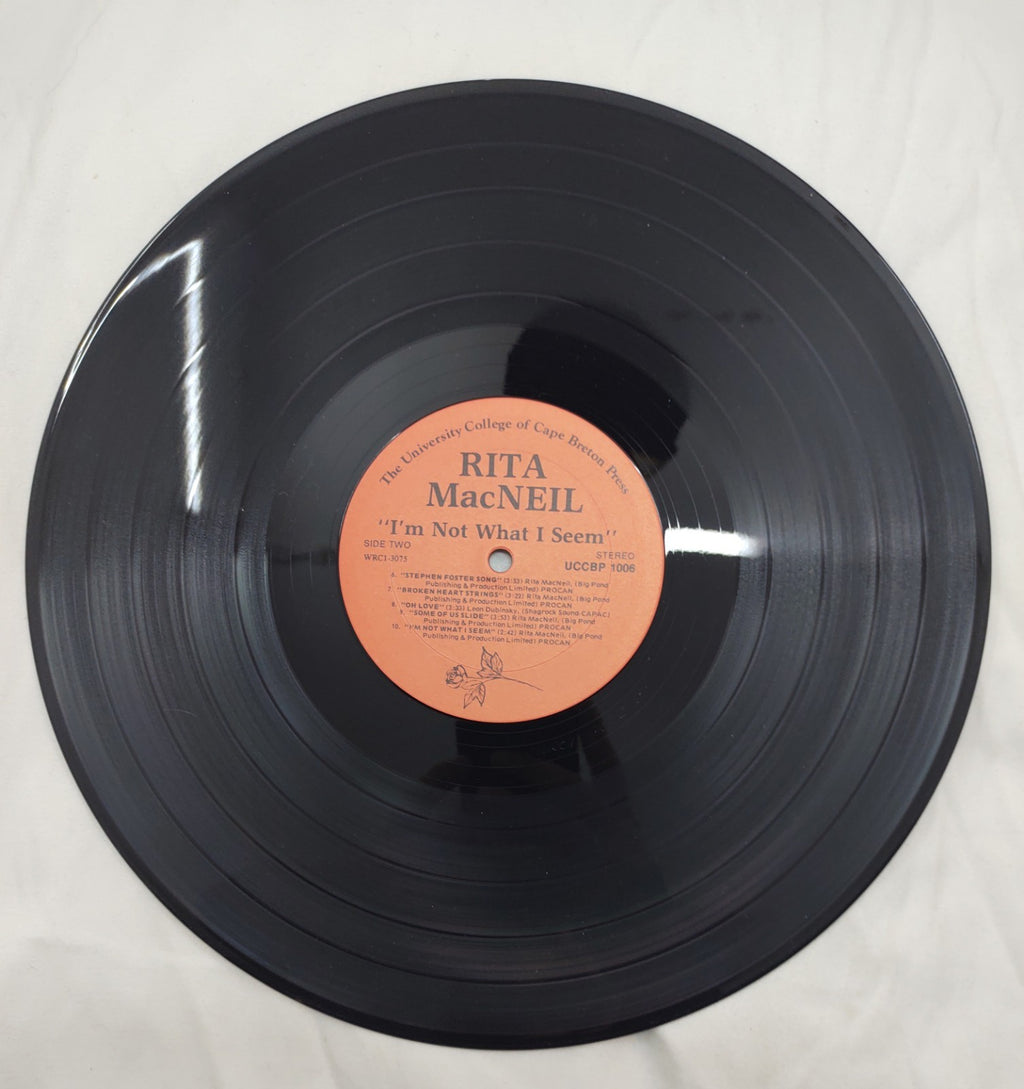 The University College of Cape Breton Press
RITA
MacNEIL
"I'm Not What I Seem"
SIDE TWO
STEREO
WRC1-3075
UCCBP 1006
6. "STEPHEN FOSTER SONG" (3:53) Rita MacNeil, (Big Pond
Publishing & Production Limited) PROCAN
7. "BROKEN HEART STRINGS" (3:22) Rita MacNeil, (Big Pond
Publishing & Production Limited) PROCAN
8. "OH LOVE" (3:33) Leon Dubinsky, (Shagrock Sound-CAPAC)
9. "SOME OF US SLIDE" (3:53) Rita MacNeil, (Big Pond
Publishing & Production Limited) PROCAN
10. "I'M NOT WHAT I SEEM" (2:42) Rita MacNeil, (Big Pond
Publishing & Production Limited) PROCAN